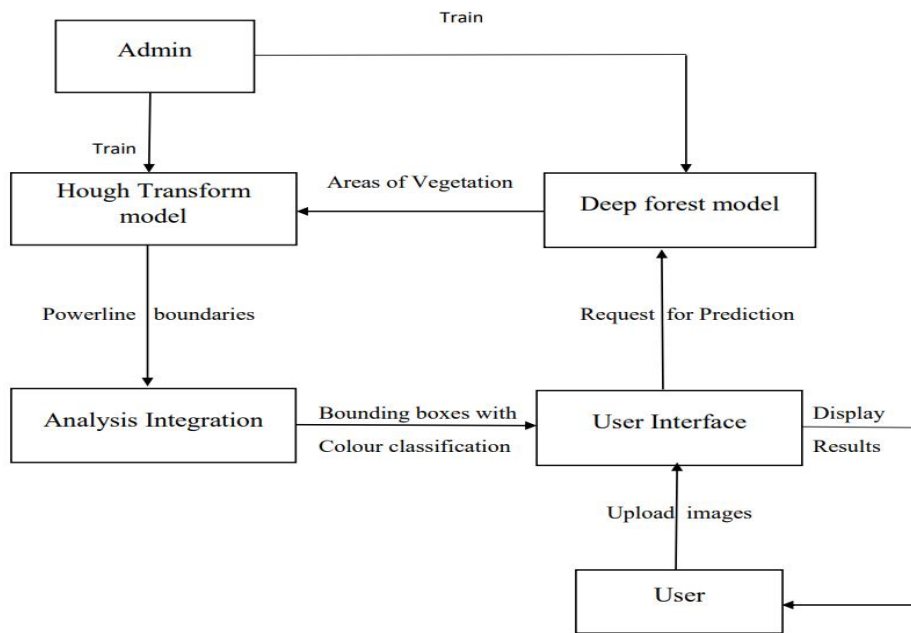 Train
Admin
Train
Hough Transform
model
Areas of Vegetation
Deep forest model
Powerline boundaries
Request for Prediction
Analysis Integration
Bounding boxes with
Colour classification
User Interface
Display
Results
Upload images
User